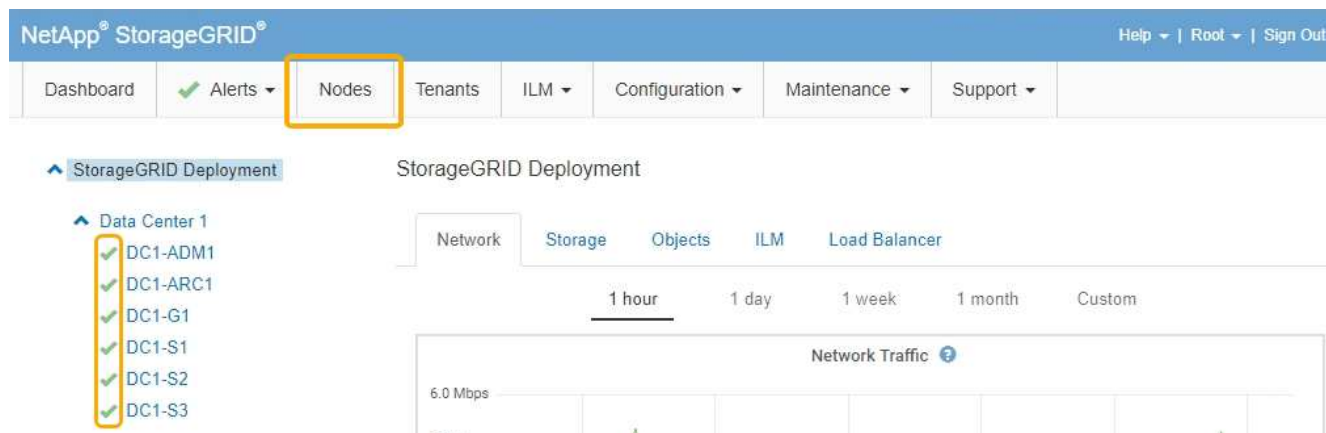 NetApp® StorageGRID®
Help | Root | Sign Out
Dashboard Alerts Nodes Tenants ILM Configuration Maintenance Support
StorageGRID Deployment
StorageGRID Deployment
Data Center 1
DC1-ADM1
DC1-ARC1
DC1-G1
DC1-S1
DC1-S2
DC1-S3
Network Storage Objects ILM Load Balancer
1 hour 1 day 1 week 1 month Custom
Network Traffic ?
6.0 Mbps